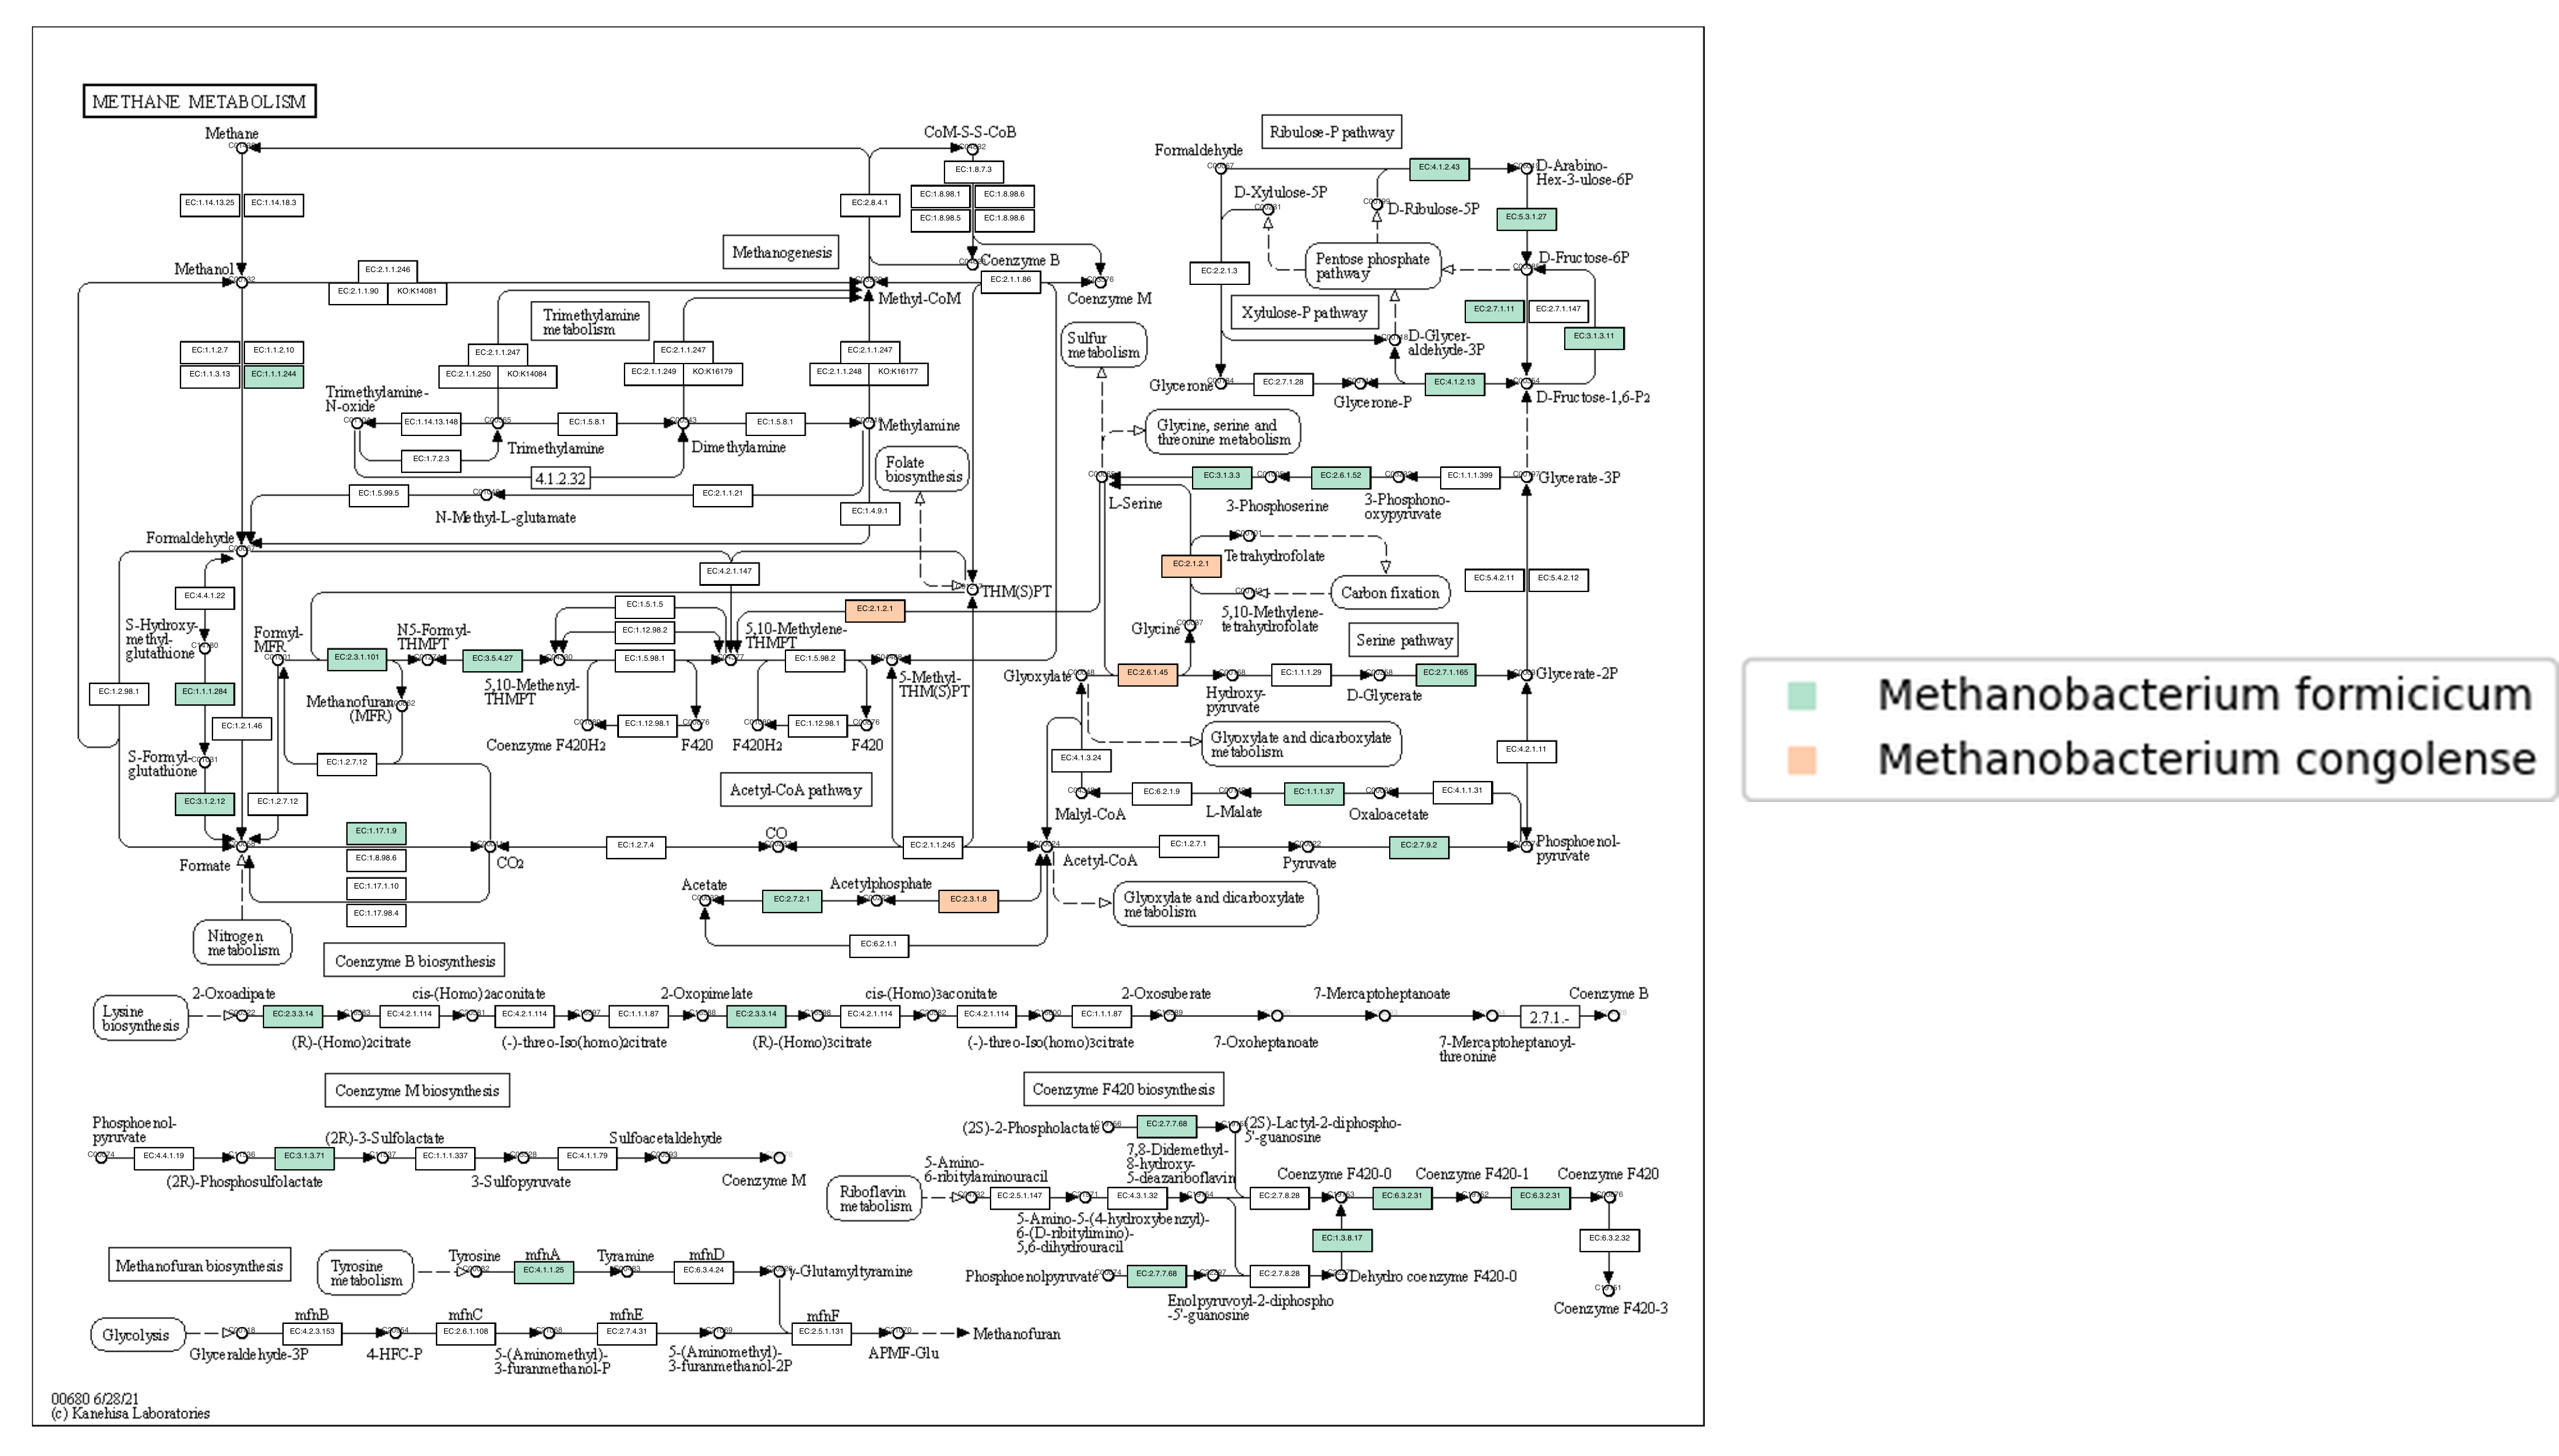 METHANE METABOLISM
Methane
CoM-S-S-CoB
EC:1.8.7.3
EC:1.14.13.25
EC:1.14.18.3
EC:2.8.4.1
EC:1.8.98.1
EC:1.8.98.6
EC:1.8.98.5
EC:1.8.98.6
Methanogenesis
Coenzyme B
Methanol
EC:2.1.1.246
EC:2.1.1.90
KO:K14081
EC:2.1.1.86
Methyl-CoM
Coenzyme M
Trimethylamine
metabolism
EC:1.1.2.7
EC:1.1.2.10
EC:1.1.3.13
EC:1.1.1.244
EC:2.1.1.247
EC:2.1.1.250
KO:K14084
EC:2.1.1.247
EC:2.1.1.249
KO:K16179
EC:2.1.1.247
EC:2.1.1.248
KO:K16177
Trimethylamine-
N-oxide
EC:1.14.13.148
EC:1.5.8.1
EC:1.5.8.1
Methylamine
Trimethylamine
Dimethylamine
EC:1.7.2.3
4.1.2.32
EC:1.5.99.5
EC:2.1.1.21
N-Methyl-L-glutamate
EC:1.4.9.1
Folate
biosynthesis
Sulfur
metabolism
Ribulose-P pathway
Formaldehyde
EC:4.1.2.43
D-Arabino-
Hex-3-ulose-6P
D-Xylulose-5P
D-Ribulose-5P
EC:5.3.1.27
Pentose phosphate
pathway
D-Fructose-6P
EC:2.2.1.3
Xylulose-P pathway
EC:2.7.1.11
EC:2.7.1.147
EC:3.1.3.11
D-Glycer-
aldehyde-3P
Glycerone
EC:2.7.1.28
Glycerone-P
EC:4.1.2.13
D-Fructose-1,6-P2
Glycine, serine and
threonine metabolism
L-Serine
EC:3.1.3.3
3-Phosphoserine
EC:2.6.1.52
3-Phosphono-
oxypyruvate
EC:1.1.1.399
Glycerate-3P
Tetrahydrofolate
EC:2.1.2.1
Carbon fixation
5,10-Methylene-
tetrahydrofolate
EC:5.4.2.11
EC:5.4.2.12
Glycine
Serine pathway
Glyoxylate
EC:2.6.1.45
Hydroxy-
pyruvate
EC:1.1.1.29
D-Glycerate
EC:2.7.1.165
Glycerate-2P
Glyoxylate and dicarboxylate
metabolism
EC:4.1.3.24
EC:4.2.1.11
Malyl-CoA
EC:6.2.1.9
L-Malate
EC:1.1.1.37
Oxaloacetate
EC:4.1.1.31
Formaldehyde
EC:4.2.1.147
THM(S)PT
EC:4.4.1.22
EC:1.5.1.5
EC:2.1.2.1
S-Hydroxy-
methyl-
glutathione
Formyl-
MFR
N5-Formyl-
THMPT
EC:1.12.98.2
5,10-Methylene-
THMPT
EC:2.3.1.101
EC:3.5.4.27
EC:1.5.98.1
EC:1.5.98.2
5-Methyl-
THM(S)PT
5,10-Methenyl-
THMPT
EC:1.2.98.1
EC:1.1.1.284
Methanofuran
(MFR)
EC:1.2.1.46
EC:1.12.98.1
EC:1.12.98.1
Coenzyme F420H2
F420
F420H2
F420
S-Formyl-
glutathione
EC:1.2.7.12
Acetyl-CoA pathway
EC:3.1.2.12
EC:1.2.7.12
Formate
EC:1.17.1.9
EC:1.8.98.6
EC:1.17.1.10
EC:1.17.98.4
CO2
EC:1.2.7.4
CO
EC:2.1.1.245
Acetyl-CoA
EC:1.2.7.1
Pyruvate
EC:2.7.9.2
Phosphoenol-
pyruvate
Acetate
EC:2.7.2.1
Acetylphosphate
EC:2.3.1.8
Glyoxylate and dicarboxylate
metabolism
EC:6.2.1.1
Nitrogen
metabolism
Coenzyme B biosynthesis
Lysine
biosynthesis
2-Oxoadipate
cis-(Homo)2aconitate
2-Oxopimelate
cis-(Homo)3aconitate
2-Oxosuberate
7-Mercaptoheptanoate
Coenzyme B
EC:2.3.3.14
EC:4.2.1.114
EC:4.2.1.114
EC:1.1.1.87
EC:2.3.3.14
EC:4.2.1.114
EC:4.2.1.114
EC:1.1.1.87
2.7.1.-
(R)-(Homo)2citrate
(-)-threo-Iso(homo)2citrate
(R)-(Homo)3citrate
(-)-threo-Iso(homo)3citrate
7-Oxoheptanoate
7-Mercaptoheptanoyl-
threonine
Coenzyme M biosynthesis
Phosphoenol-
pyruvate
(2R)-3-Sulfolactate
Sulfoacetaldehyde
EC:4.4.1.19
EC:3.1.3.71
EC:1.1.1.337
EC:4.1.1.79
(2R)-Phosphosulfolactate
3-Sulfopyruvate
Coenzyme M
Coenzyme F420 biosynthesis
(2S)-2-Phospholactate
EC:2.7.7.68
(2S)-Lactyl-2-diphospho-
5'-guanosine
5-Amino-
6-ribitylaminouracil
7,8-Didemethyl-
8-hydroxy-
5-deazariboflavin
Coenzyme F420-0
Coenzyme F420-1
Coenzyme F420
Riboflavin
metabolism
EC:2.5.1.147
EC:4.3.1.32
EC:2.7.8.28
EC:6.3.2.31
EC:6.3.2.31
5-Amino-5-(4-hydroxybenzyl)-
6-(D-ribitylimino)-
5,6-dihydrouracil
EC:1.3.8.17
EC:6.3.2.32
Phosphoenolpyruvate
EC:2.7.7.68
EC:2.7.8.28
Dehydro coenzyme F420-0
Enolpyruvoyl-2-diphospho
-5'-guanosine
Coenzyme F420-3
Methanofuran biosynthesis
Tyrosine
metabolism
Tyrosine
mfnA
EC:4.1.1.25
Tyramine
mfnD
EC:6.3.4.24
γ-Glutamyltyramine
Glycolysis
mfnB
EC:4.2.3.153
mfnC
EC:2.6.1.108
mfnE
EC:2.7.4.31
mfnF
EC:2.5.1.131
Methanofuran
Glyceraldehyde-3P
4-HFC-P
5-(Aminomethyl)-
3-furanmethanol-P
5-(Aminomethyl)-
3-furanmethanol-2P
APMF-Glu
00680 6/28/21
(c) Kanehisa Laboratories
Methanobacterium formicicum
Methanobacterium congolense